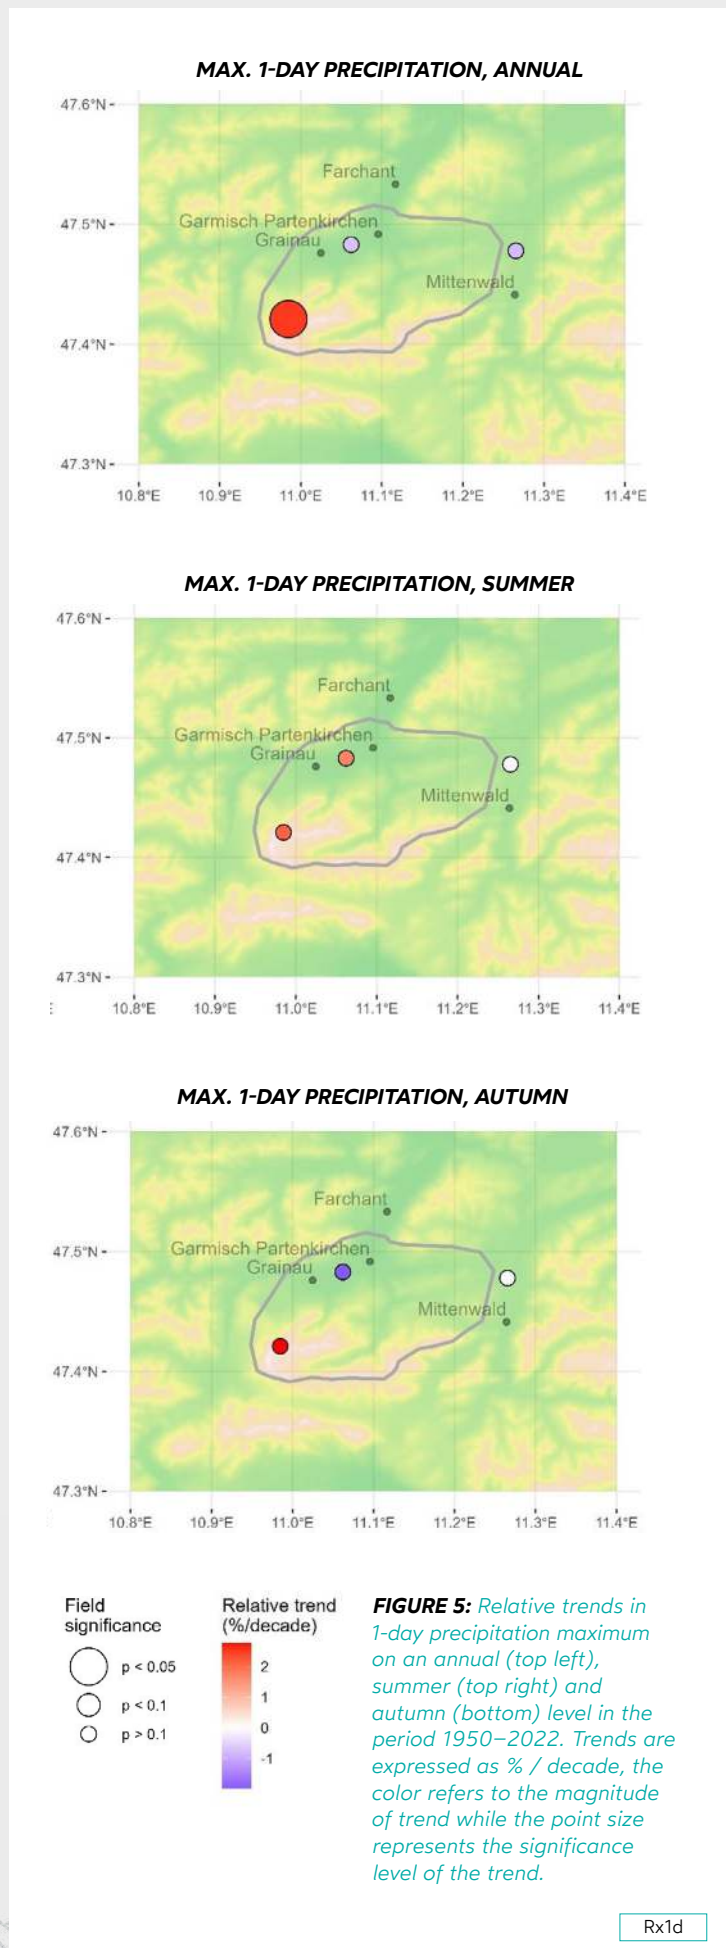 MAX. 1-DAY PRECIPITATION, ANNUAL
47.6°N
Farchant
47.5°N
Garmisch Partenkirchen
Grainau
Mittenwald
47.4°N
47.3°N
10.8°E 10.9°E 11.0°E 11.1°E 11.2°E 11.3°E 11.4°E
MAX. 1-DAY PRECIPITATION, SUMMER
47.6°N
Farchant
47.5°N
Garmisch Partenkirchen
Grainau
Mittenwald
47.4°N
47.3°N
10.8°E 10.9°E 11.0°E 11.1°E 11.2°E 11.3°E 11.4°E
MAX. 1-DAY PRECIPITATION, AUTUMN
47.6°N
Farchant
47.5°N
Garmisch Partenkirchen
Grainau
Mittenwald
47.4°N
47.3°N
10.8°E 10.9°E 11.0°E 11.1°E 11.2°E 11.3°E 11.4°E
Field
significance
p < 0.05
p < 0.1
p > 0.1
Relative trend
(%/decade)
2
1
0
-1
FIGURE 5: Relative trends in
1-day precipitation maximum
on an annual (top left),
summer (top right) and
autumn (bottom) level in the
period 1950–2022. Trends are
expressed as % / decade, the
color refers to the magnitude
of trend while the point size
represents the significance
level of the trend.
Rx1d